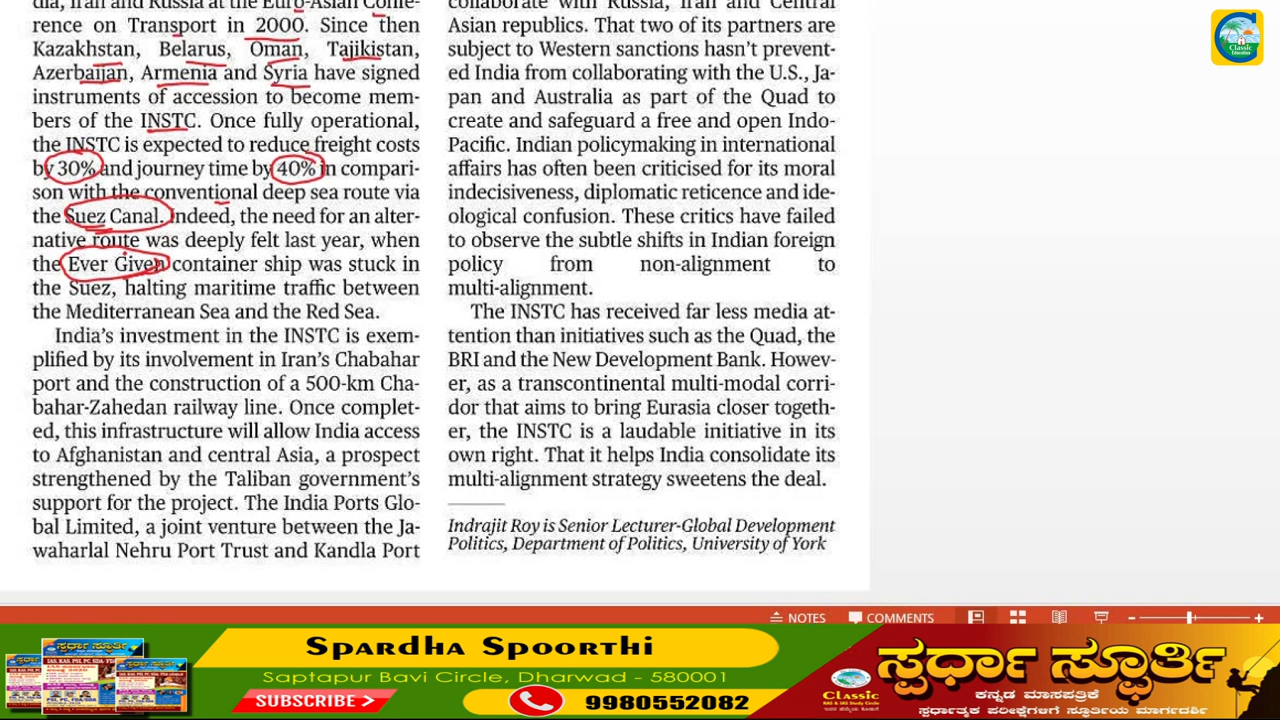 dia, Iran and Russia at the Euro-Asian Confe-
rence on Transport in 2000. Since then
Kazakhstan, Belarus, Oman, Tajikistan,
Azerbaijan, Armenia and Syria have signed
instruments of accession to become mem-
bers of the INSTC. Once fully operational,
the INSTC is expected to reduce freight costs
by 30% and journey time by 40% in compari-
son with the conventional deep sea route via
the Suez Canal. Indeed, the need for an alter-
native route was deeply felt last year, when
the Ever Given container ship was stuck in
the Suez, halting maritime traffic between
the Mediterranean Sea and the Red Sea.
India's investment in the INSTC is exem-
plified by its involvement in Iran's Chabahar
port and the construction of a 500-km Cha-
bahar-Zahedan railway line. Once complet-
ed, this infrastructure will allow India access
to Afghanistan and central Asia, a prospect
strengthened by the Taliban government's
support for the project. The India Ports Glo-
bal Limited, a joint venture between the Ja-
waharlal Nehru Port Trust and Kandla Port
collaborate with Russia, Iran and Central
Asian republics. That two of its partners are
subject to Western sanctions hasn't prevent-
ed India from collaborating with the U.S., Ja-
pan and Australia as part of the Quad to
create and safeguard a free and open Indo-
Pacific. Indian policymaking in international
affairs has often been criticised for its moral
indecisiveness, diplomatic reticence and ide-
ological confusion. These critics have failed
to observe the subtle shifts in Indian foreign
policy from non-alignment to
multi-alignment.
The INSTC has received far less media at-
tention than initiatives such as the Quad, the
BRI and the New Development Bank. Howev-
er, as a transcontinental multi-modal corri-
dor that aims to bring Eurasia closer togeth-
er, the INSTC is a laudable initiative in its
own right. That it helps India consolidate its
multi-alignment strategy sweetens the deal.
Indrajit Roy is Senior Lecturer-Global Development
Politics, Department of Politics, University of York
Classic
Education
NOTES
COMMENTS
Spardha Spoorthi
Saptapur Bavi Circle, Dharwad - 580001
SUBSCRIBE >
9980552082
Classic
ಸ್ಪರ್ಧಾ ಸ್ಫೂರ್ತಿ
ಕನ್ನಡ ಮಾಸಪತ್ರಿಕೆ
ಸ್ಪರ್ಧಾತ್ಮಕ ಪರೀಕ್ಷೆಗಳಿಗೆ ಸ್ಫೂರ್ತಿಯ ಮಾರ್ಗದರ್ಶಿ